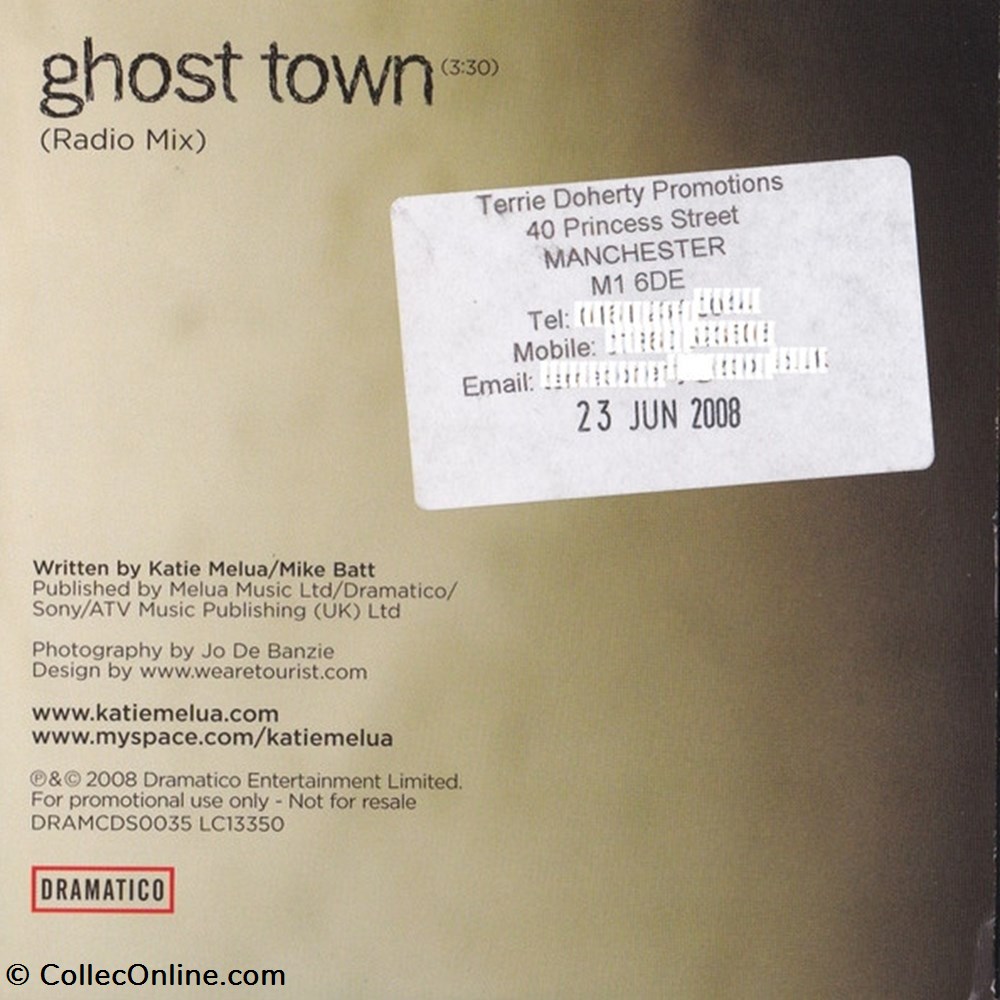 ghost town (3:30)
(Radio Mix)
Terrie Doherty Promotions
40 Princess Street
MANCHESTER
M1 6DE
Tel:
Mobile:
Email:
23 JUN 2008
Written by Katie Melua/Mike Batt
Published by Melua Music Ltd/Dramatico/
Sony/ATV Music Publishing (UK) Ltd
Photography by Jo De Banzie
Design by www.wearetourist.com
www.katiemelua.com
www.myspace.com/katiemelua
℗&© 2008 Dramatico Entertainment Limited.
For promotional use only - Not for resale
DRAMCDS0035 LC13350
DRAMATICO
© CollecOnline.com